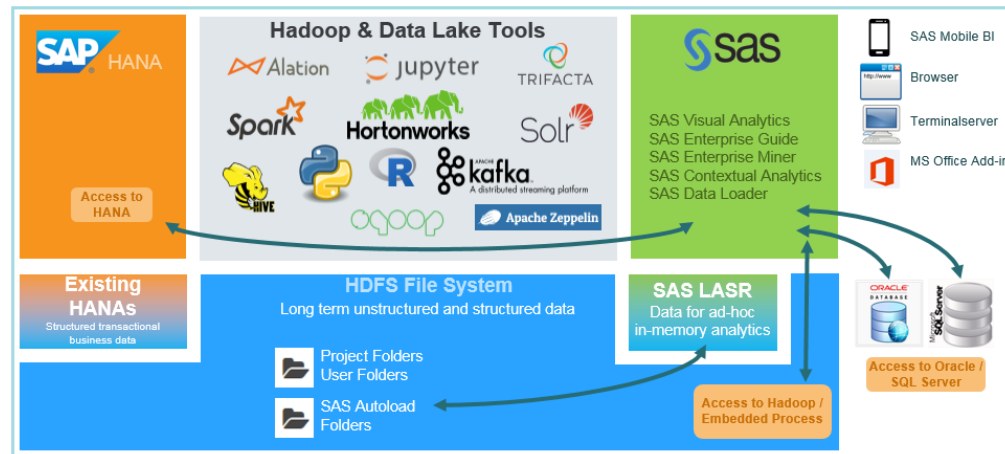 SAP HANA
Access to
HANA
Hadoop & Data Lake Tools
Alation
jupyter
TRIFACTA
Spark
Hortonworks
Solr
HIVE
R
APACHE
kafka
A distributed streaming platform
sqoop
Apache Zeppelin
sas
SAS Visual Analytics
SAS Enterprise Guide
SAS Enterprise Miner
SAS Contextual Analytics
SAS Data Loader
SAS Mobile BI
http://www
Browser
Terminalserver
MS Office Add-in
Existing
HANAs
Structured transactional
business data
HDFS File System
Long term unstructured and structured data
Project Folders
User Folders
SAS Autoload
Folders
SAS LASR
Data for ad-hoc
in-memory analytics
Access to Hadoop /
Embedded Process
ORACLE
DATABASE
Microsoft
SQL Server
Access to Oracle /
SQL Server